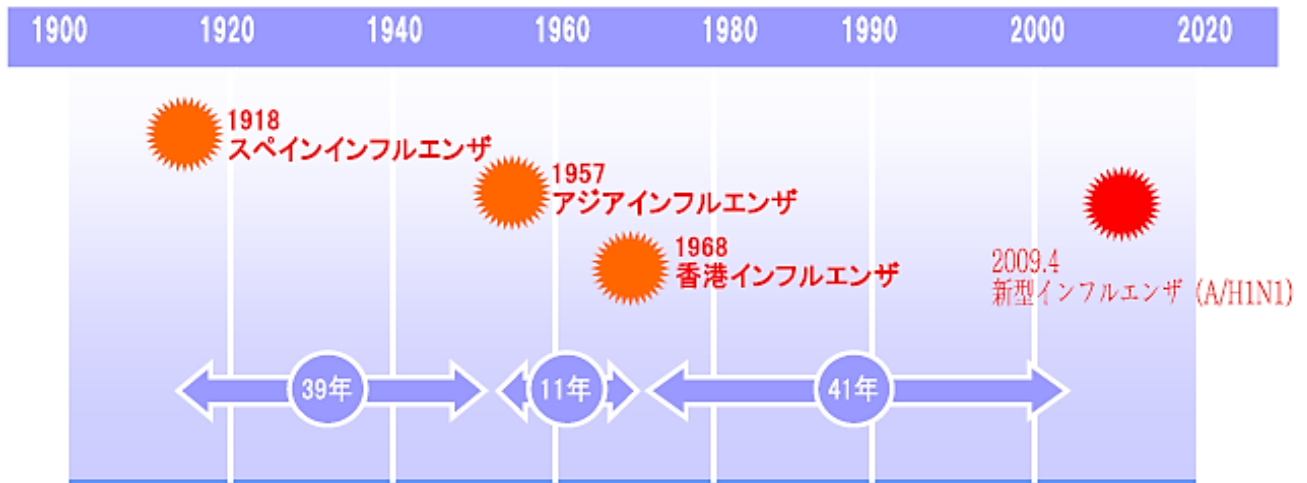 1900 1920 1940 1960 1980 1990 2000 2020
1918
スペインインフルエンザ
1957
アジアインフルエンザ
1968
香港インフルエンザ
2009.4
新型インフルエンザ (A/H1N1)
39年 11年 41年